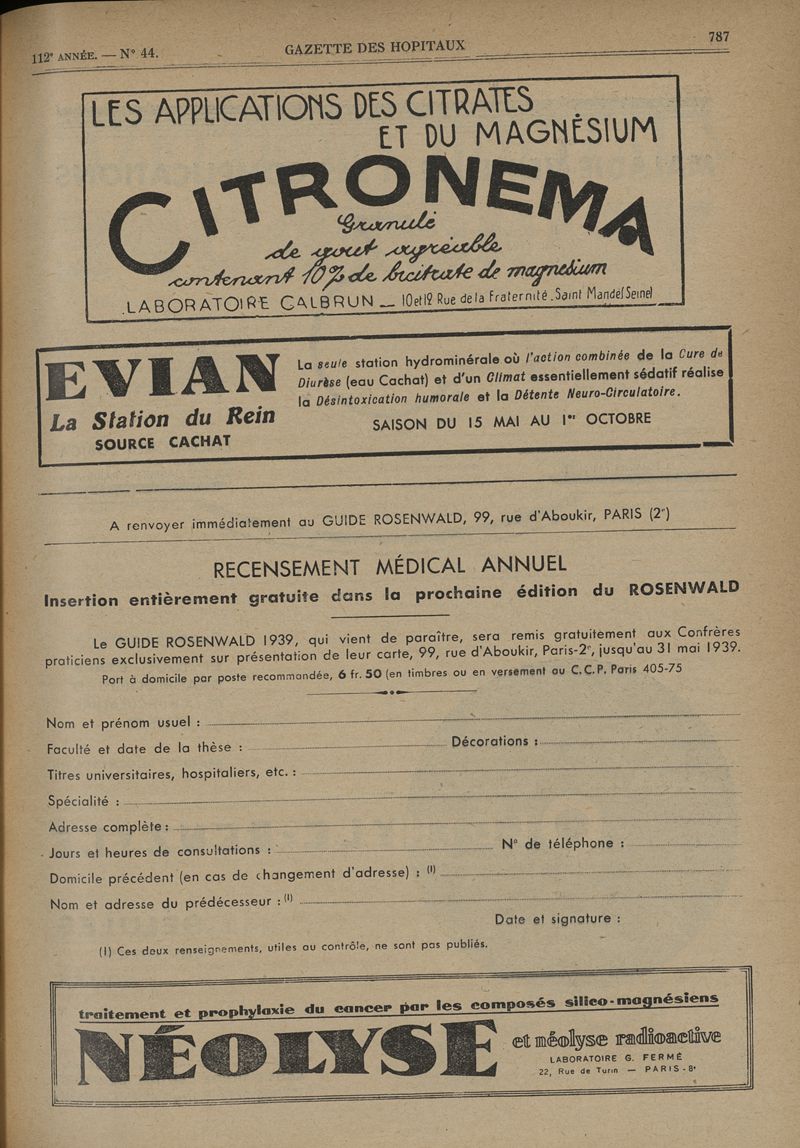 112e ANNÉE. — N° 44.
GAZETTE DES HOPITAUX
787
LES APPLICATIONS DES CITRATES
ET DU MAGNÉSIUM
CITRONEMA
Granulé
de gout agréable
contenant 10% de bicitrate de magnesium
LABORATOIRE CALBRUN — 10 et 12 Rue de la Fraternité. Saint Mandé (Seine)
EVIAN
La Station du Rein
SOURCE CACHAT
La seule station hydrominérale où l'action combinée de la Cure de
Diurèse (eau Cachat) et d'un Climat essentiellement sédatif réalise
la Désintoxication humorale et la Détente Neuro-Circulatoire.
SAISON DU 15 MAI AU 1er OCTOBRE
A renvoyer immédiatement au GUIDE ROSENWALD, 99, rue d'Aboukir, PARIS (2e)
RECENSEMENT MÉDICAL ANNUEL
Insertion entièrement gratuite dans la prochaine édition du ROSENWALD
Le GUIDE ROSENWALD 1939, qui vient de paraître, sera remis gratuitement aux Confrères
praticiens exclusivement sur présentation de leur carte, 99, rue d'Aboukir, Paris-2e, jusqu'au 31 mai 1939.
Port à domicile par poste recommandée, 6 fr. 50 (en timbres ou en versement au C.C.P. Paris 405-75
Nom et prénom usuel :
Faculté et date de la thèse : Décorations :
Titres universitaires, hospitaliers, etc. :
Spécialité :
Adresse complète :
Jours et heures de consultations : N° de téléphone :
Domicile précédent (en cas de changement d'adresse) : (1)
Nom et adresse du prédécesseur : (1)
Date et signature :
(1) Ces deux renseignements, utiles au contrôle, ne sont pas publiés.
traitement et prophylaxie du cancer par les composés silico-magnésiens
NÉOLYSE
et néolyse radioactive
LABORATOIRE G. FERMÉ
22, Rue de Turin — PARIS-8e